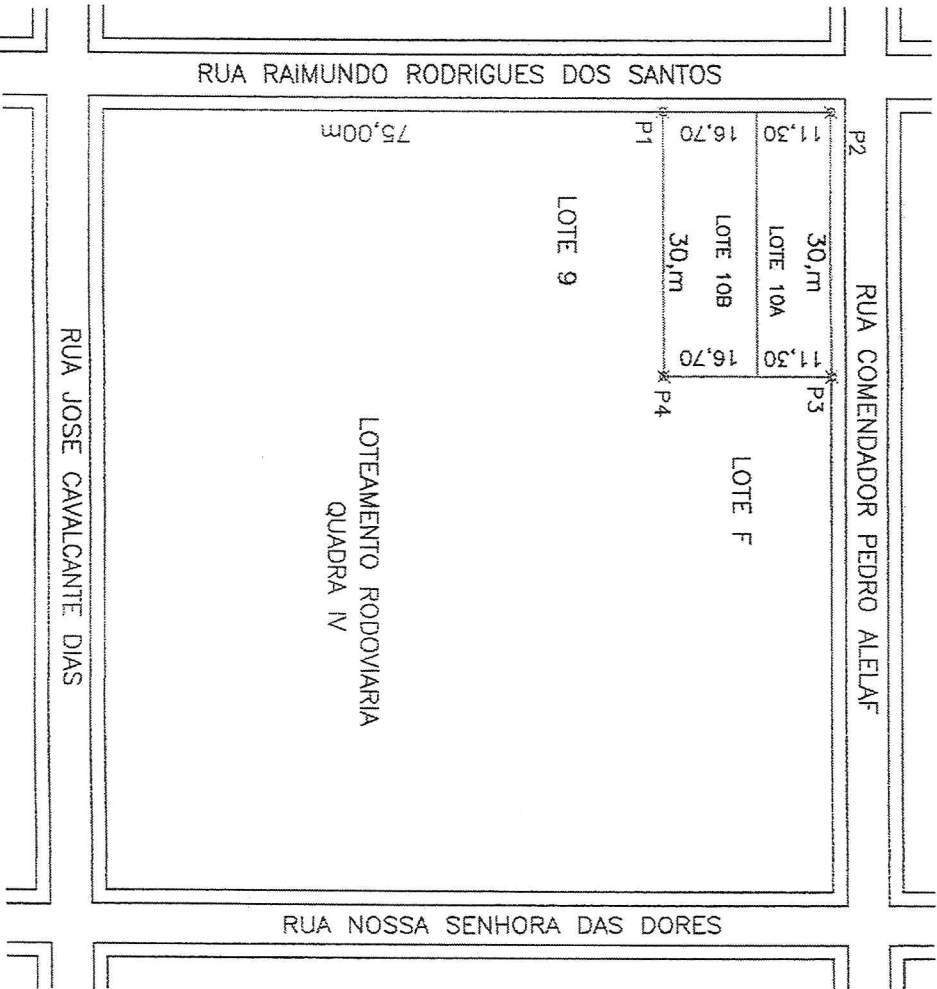 RUA RAIMUNDO RODRIGUES DOS SANTOS
75,00m
P1
16,70
11,30
P2
LOTE 9
30,m
LOTE 10B
LOTE 10A
30,m
16,70
11,30
P4
P3
LOTE F
RUA COMENDADOR PEDRO ALELAF
RUA JOSE CAVALCANTE DIAS
LOTEAMENTO RODOVIARIA
QUADRA IV
RUA NOSSA SENHORA DAS DORES